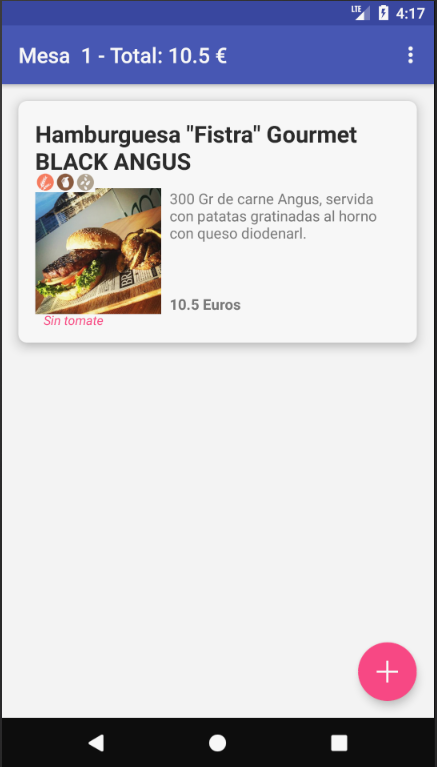 LTE 4:17
Mesa 1 - Total: 10.5 €
Hamburguesa "Fistra" Gourmet
BLACK ANGUS
300 Gr de carne Angus, servida
con patatas gratinadas al horno
con queso diodenarl.
10.5 Euros
Sin tomate